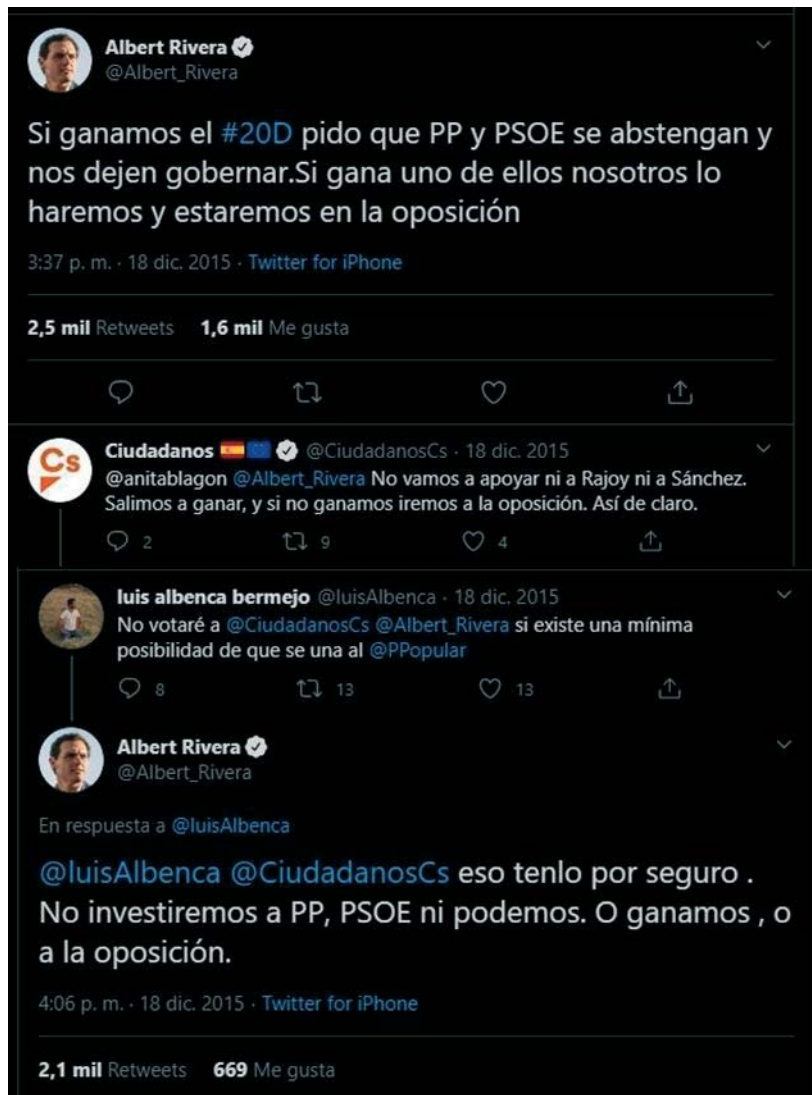 Albert Rivera
@Albert_Rivera
Si ganamos el #20D pido que PP y PSOE se abstengan y
nos dejen gobernar.Si gana uno de ellos nosotros lo
haremos y estaremos en la oposición
3:37 p. m. · 18 dic. 2015 · Twitter for iPhone
2,5 mil Retweets 1,6 mil Me gusta
Cs
Ciudadanos 🇪🇸🇪🇺 @CiudadanosCs · 18 dic. 2015
@anitablagon @Albert_Rivera No vamos a apoyar ni a Rajoy ni a Sánchez.
Salimos a ganar, y si no ganamos iremos a la oposición. Así de claro.
2 9 4
luis albenca bermejo @luisAlbenca · 18 dic. 2015
No votaré a @CiudadanosCs @Albert_Rivera si existe una mínima
posibilidad de que se una al @PPopular
8 13 13
Albert Rivera
@Albert_Rivera
En respuesta a @luisAlbenca
@luisAlbenca @CiudadanosCs eso tenlo por seguro .
No investiremos a PP, PSOE ni podemos. O ganamos , o
a la oposición.
4:06 p. m. · 18 dic. 2015 · Twitter for iPhone
2,1 mil Retweets 669 Me gusta